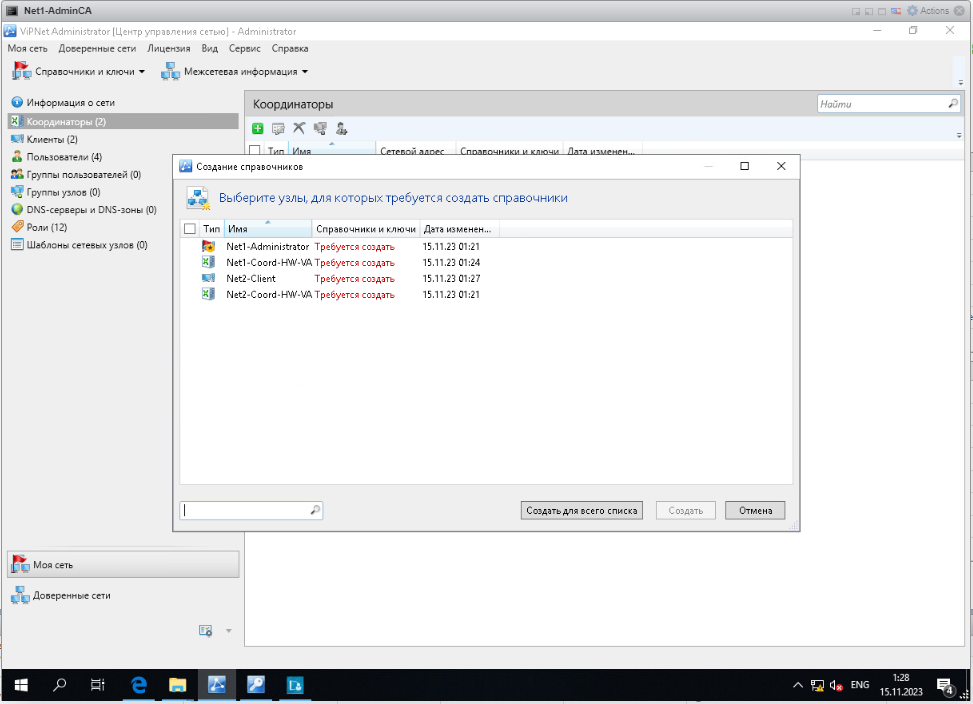 Net1-AdminCA
Actions
ViPNet Administrator [Центр управления сетью] - Administrator
Моя сеть Доверенные сети Лицензия Вид Сервис Справка
Справочники и ключи Межсетевая информация
Информация о сети
Координаторы (2)
Клиенты (2)
Пользователи (4)
Группы пользователей (0)
Группы узлов (0)
DNS-серверы и DNS-зоны (0)
Роли (12)
Шаблоны сетевых узлов (0)
Координаторы
Найти
Тип Имя Сетевой адрес Справочники и ключи Дата изменен...
Создание справочников
Выберите узлы, для которых требуется создать справочники
Тип Имя Справочники и ключи Дата изменен...
Net1-Administrator Требуется создать 15.11.23 01:21
Net1-Coord-HW-VA Требуется создать 15.11.23 01:24
Net2-Client Требуется создать 15.11.23 01:27
Net2-Coord-HW-VA Требуется создать 15.11.23 01:21
Создать для всего списка Создать Отмена
Моя сеть
Доверенные сети
ENG
1:28
15.11.2023
4